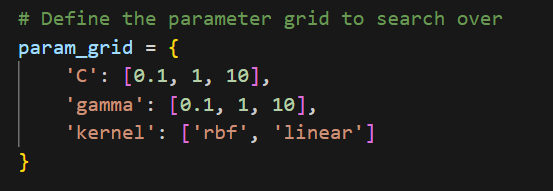 # Define the parameter grid to search over
param_grid = {
    'C': [0.1, 1, 10],
    'gamma': [0.1, 1, 10],
    'kernel': ['rbf', 'linear']
}